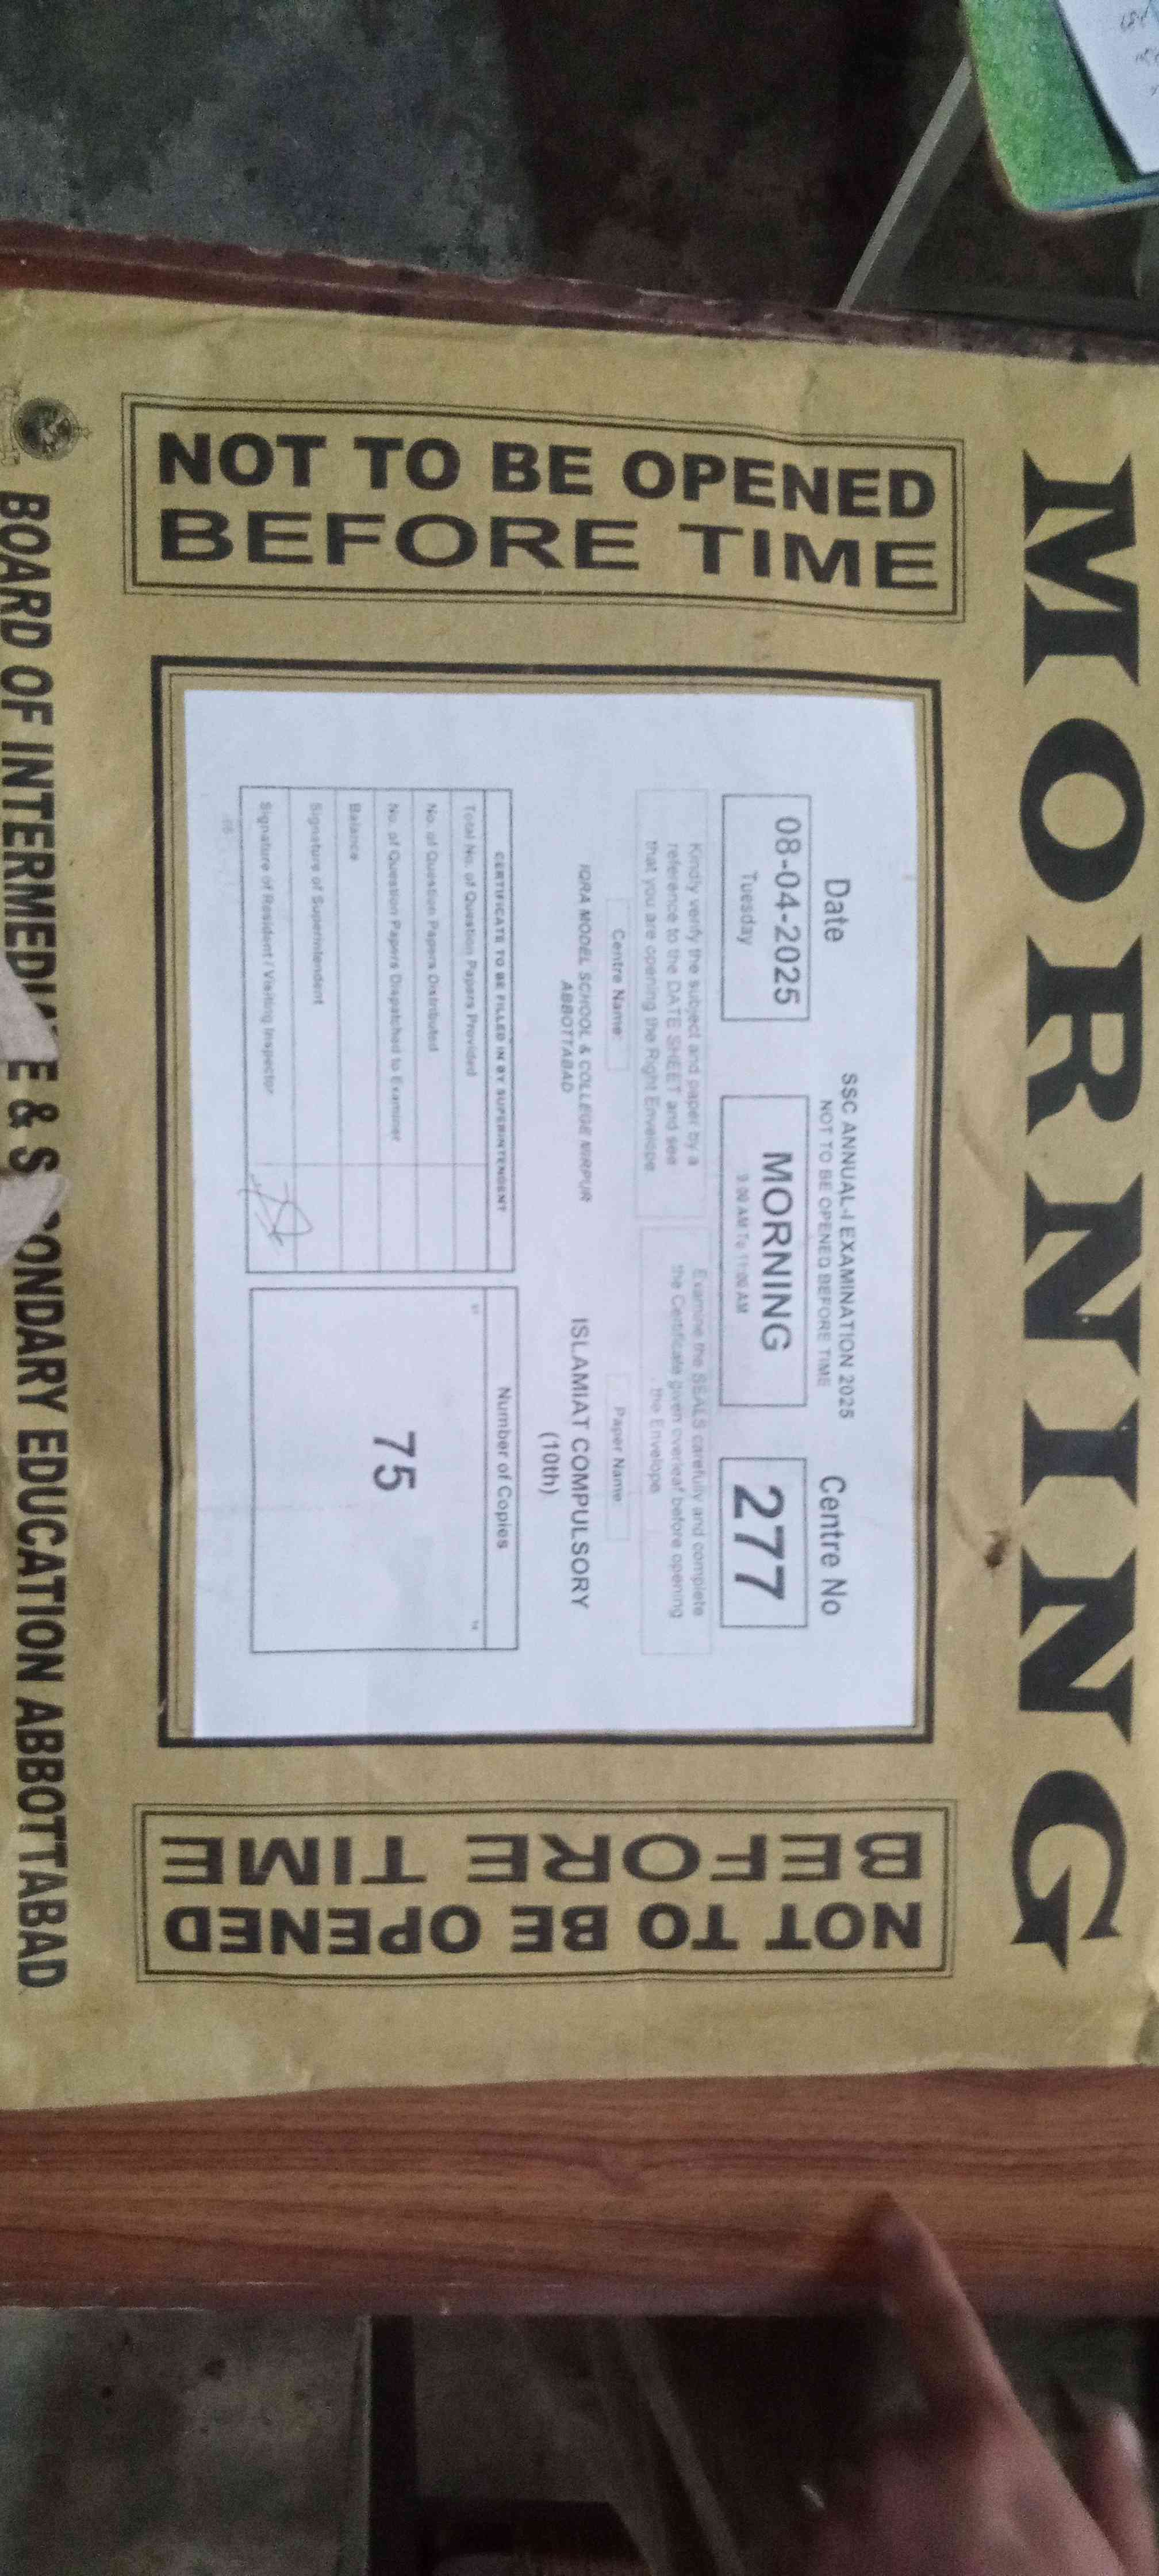 MORNING
NOT TO BE OPENED
BEFORE TIME
SSC ANNUAL-I EXAMINATION 2025
NOT TO BE OPENED BEFORE TIME
Date
08-04-2025
Tuesday
MORNING
9:00 AM To 11:00 AM
Centre No
277
Kindly verify the subject and paper by a
reference to the DATE SHEET and see
that you are opening the Right Envelope
Examine the SEALS carefully and complete
the Certificate given overleaf before opening
the Envelope
Centre Name:
IQRA MODEL SCHOOL & COLLEGE MIRPUR
ABBOTTABAD
Paper Name
ISLAMIAT COMPULSORY
(10th)
CERTIFICATE TO BE FILLED IN BY SUPERINTENDENT
Total No. of Question Papers Provided
No. of Question Papers Distributed
No. of Question Papers Dispatched to Examiner
Balance
Signature of Superintendent
Signature of Resident / Visiting Inspector
Number of Copies
75
NOT TO BE OPENED
BEFORE TIME
BOARD OF INTERMEDIATE & SECONDARY EDUCATION ABBOTTABAD